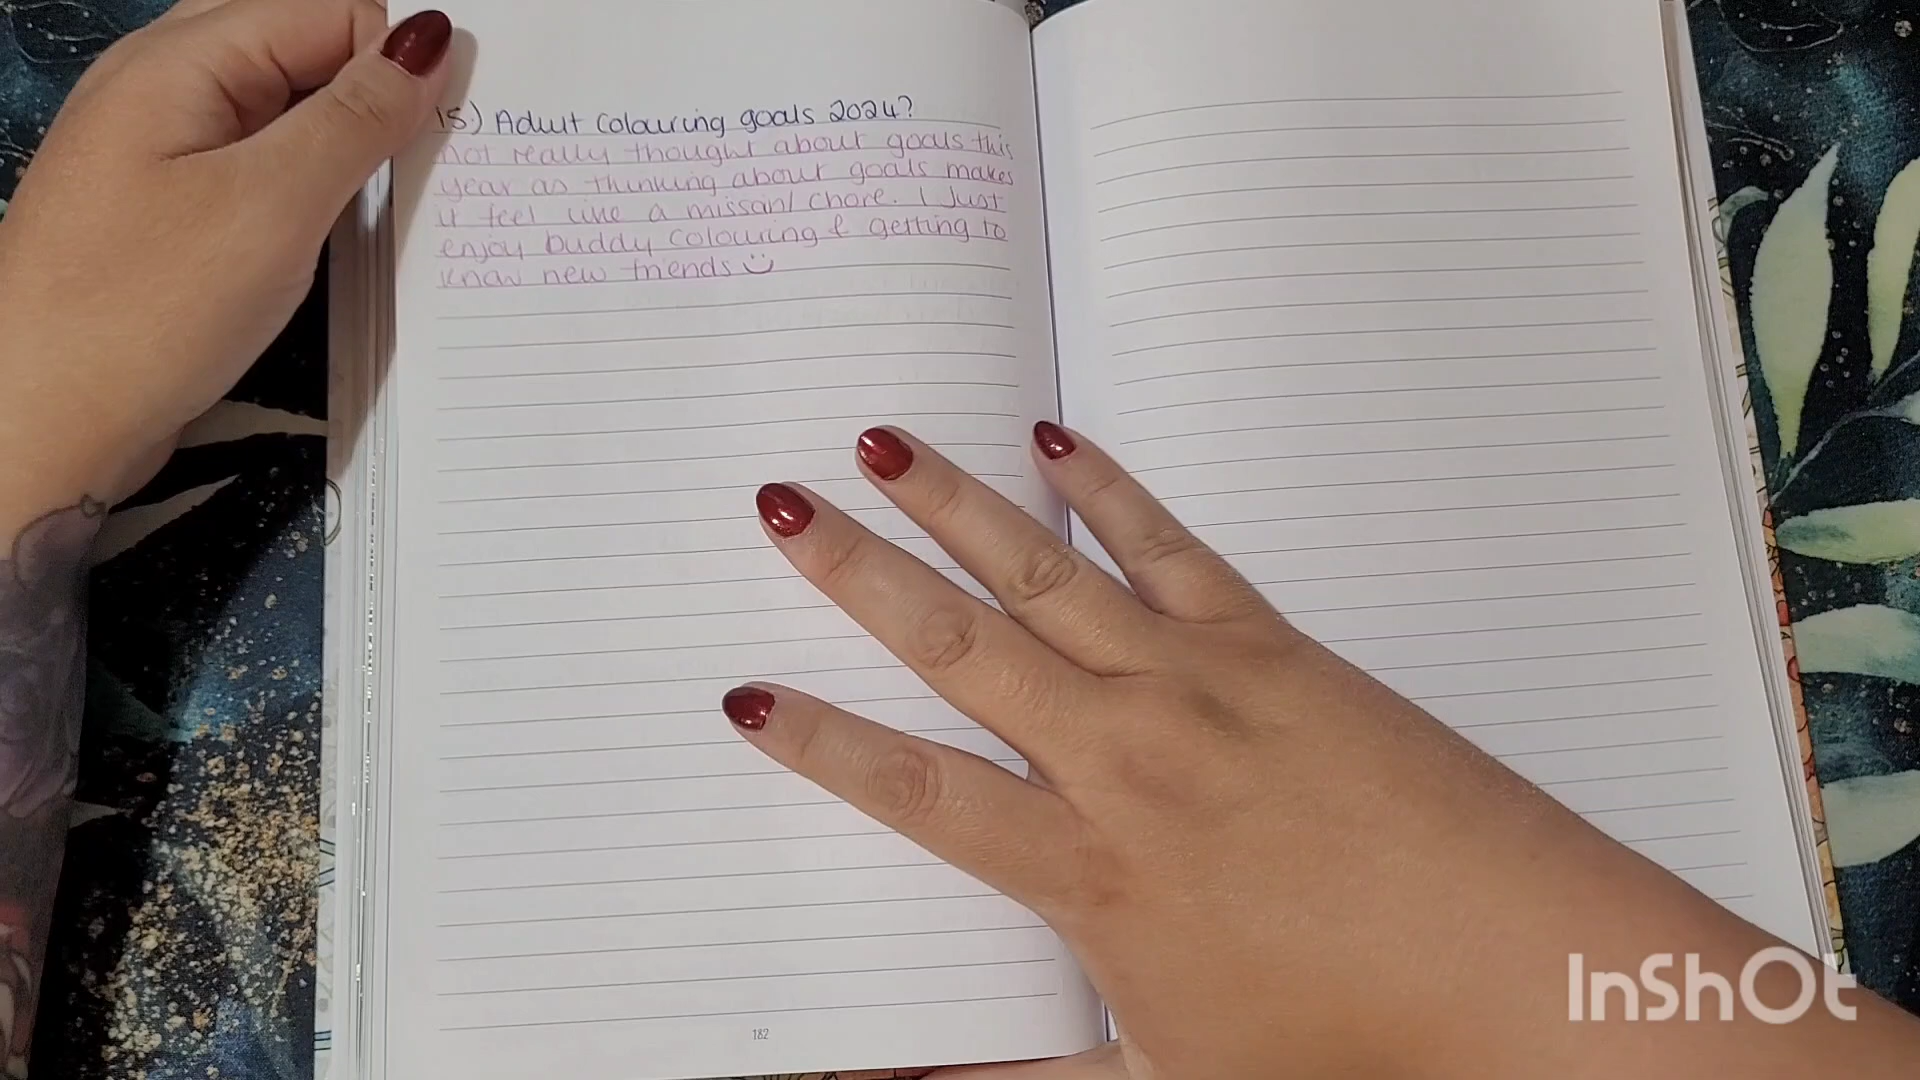 15.) Adult Colouring goals 2024?
not really thought about goals this
year as thinking about goals makes
it feel like a missan/ chore. I Just
enjoy buddy colouring & getting to
know new friends
182
InShOt